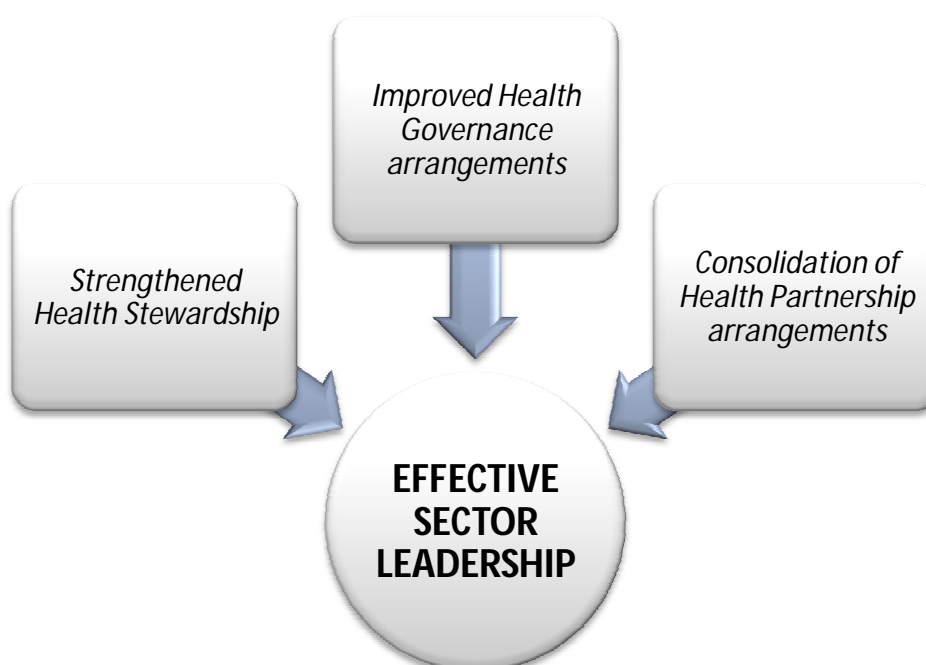 Improved Health
Governance
arrangements
Strengthened
Health Stewardship
Consolidation of
Health Partnership
arrangements
EFFECTIVE
SECTOR
LEADERSHIP